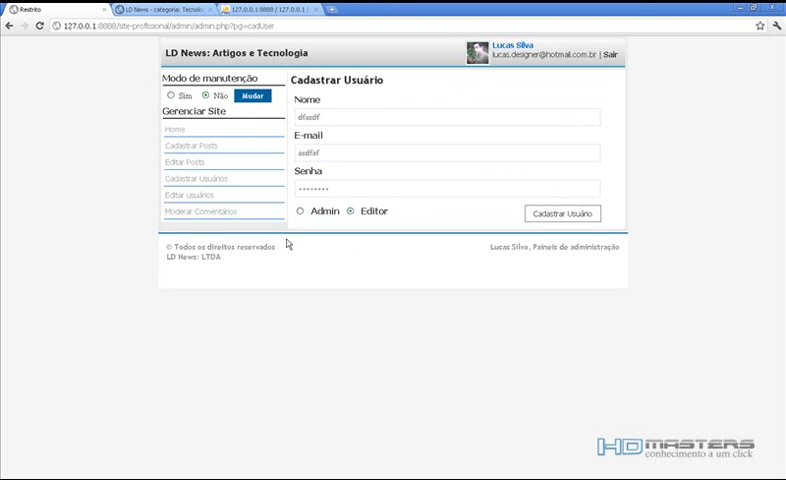 Restrito
LD News - categoria: Tecnolo
127.0.0.1:8888 / 127.0.0.1 /
127.0.0.1:8888/site-profissional/admin/admin.php?pg=cadUser
LD News: Artigos e Tecnologia
Lucas Silva
lucas.designer@hotmail.com.br | Sair
Modo de manutenção
Sim Não Mudar
Gerenciar Site
Home
Cadastrar Posts
Editar Posts
Cadastrar Usuários
Editar usuários
Moderar Comentários
Cadastrar Usuário
Nome
dfasdf
E-mail
asdfaf
Senha
••••••••
Admin Editor
Cadastrar Usuário
© Todos os direitos reservados
LD News: LTDA
Lucas Silva, Paineis de administração
HD MASTERS
conhecimento a um click